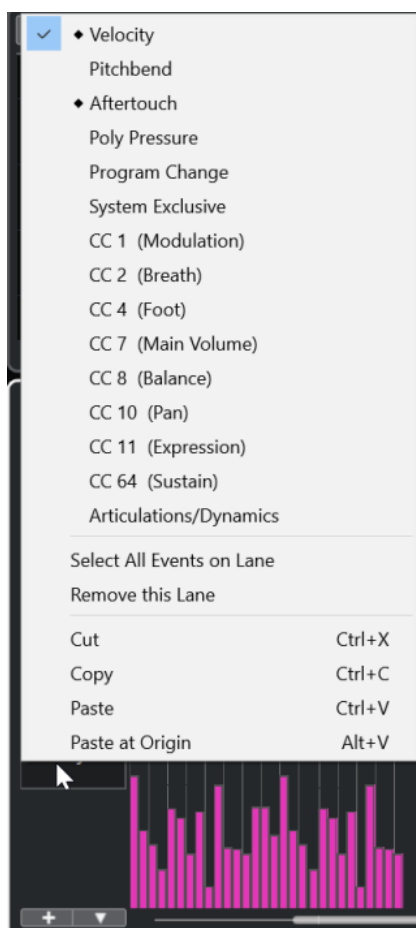 ✓ ◆ Velocity
Pitchbend
◆ Aftertouch
Poly Pressure
Program Change
System Exclusive
CC 1 (Modulation)
CC 2 (Breath)
CC 4 (Foot)
CC 7 (Main Volume)
CC 8 (Balance)
CC 10 (Pan)
CC 11 (Expression)
CC 64 (Sustain)
Articulations/Dynamics
Select All Events on Lane
Remove this Lane
Cut Ctrl+X
Copy Ctrl+C
Paste Ctrl+V
Paste at Origin Alt+V